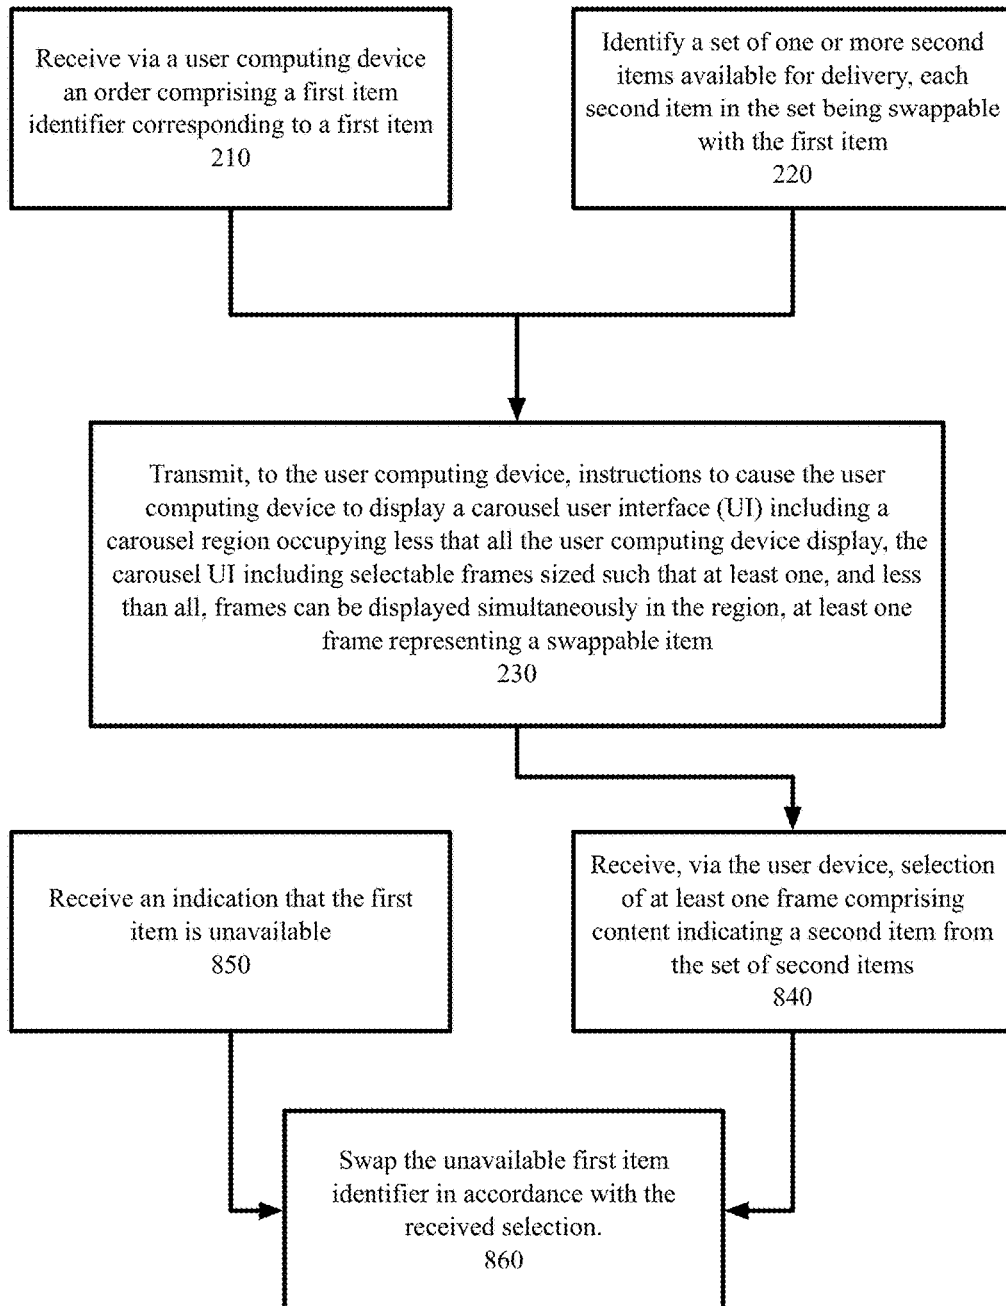 Receive via a user computing device
an order comprising a first item
identifier corresponding to a first item
210
Identify a set of one or more second
items available for delivery, each
second item in the set being swappable
with the first item
220
Transmit, to the user computing device, instructions to cause the user
computing device to display a carousel user interface (UI) including a
carousel region occupying less that all the user computing device display, the
carousel UI including selectable frames sized such that at least one, and less
than all, frames can be displayed simultaneously in the region, at least one
frame representing a swappable item
230
Receive an indication that the first
item is unavailable
850
Receive, via the user device, selection
of at least one frame comprising
content indicating a second item from
the set of second items
840
Swap the unavailable first item
identifier in accordance with the
received selection.
860